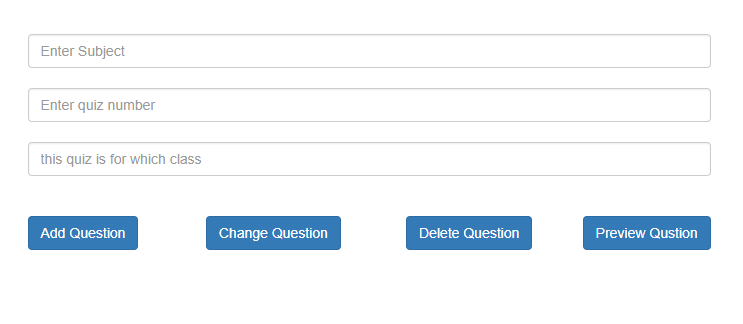 Enter Subject
Enter quiz number
this quiz is for which class
Add Question Change Question Delete Question Preview Qustion